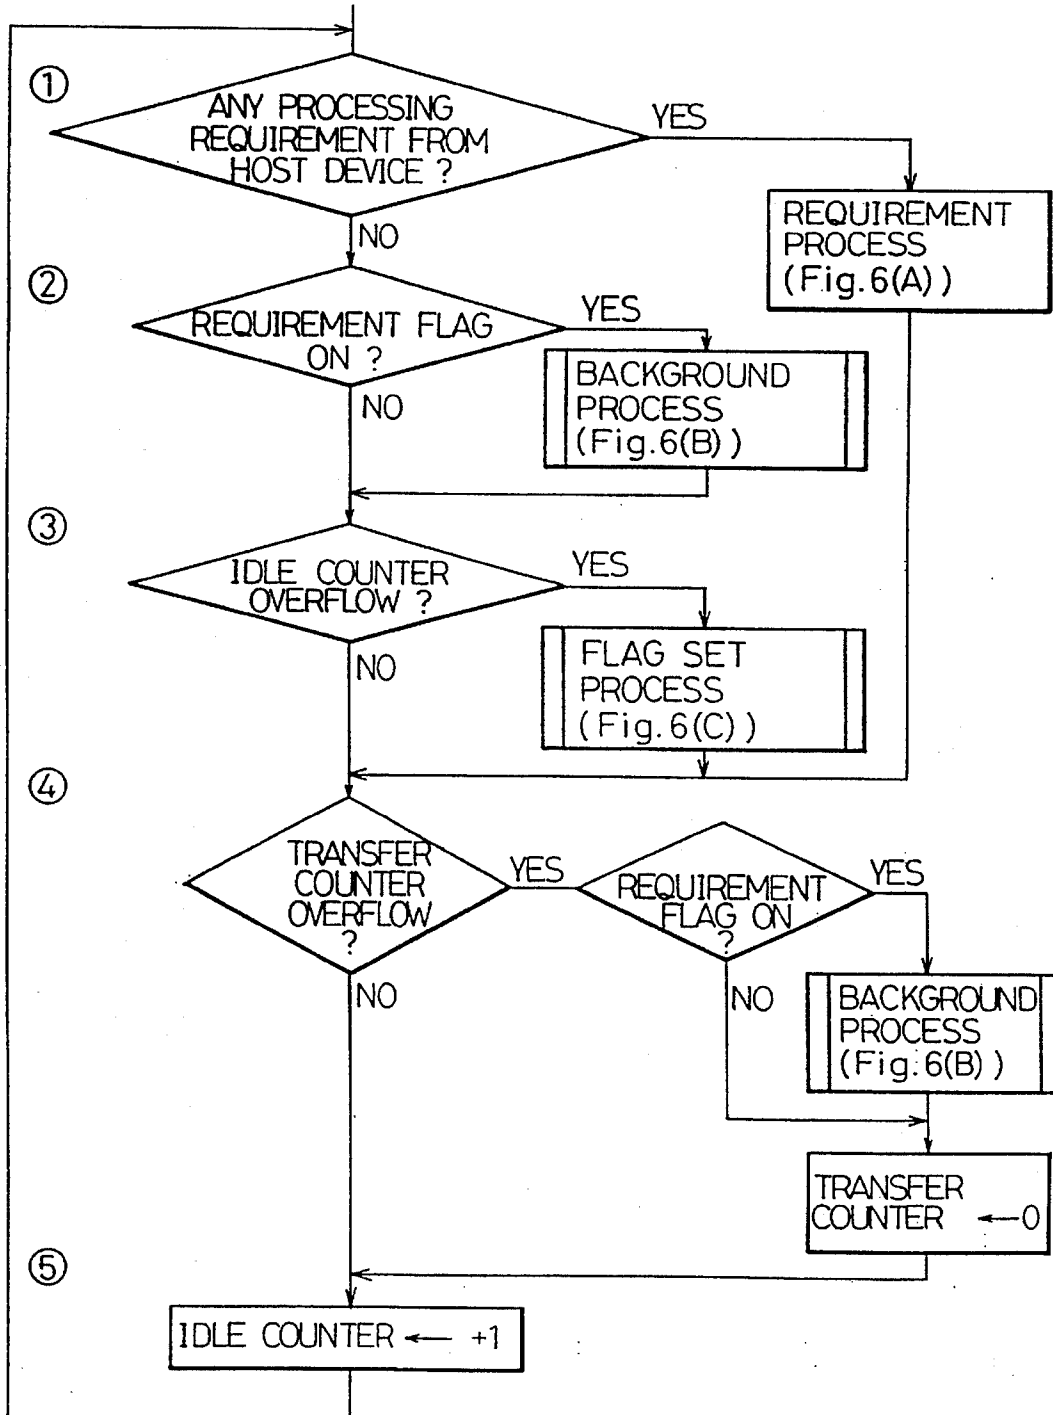 ①
ANY PROCESSING
REQUIREMENT FROM
HOST DEVICE ?
YES
REQUIREMENT
PROCESS
(Fig.6(A))
NO
②
REQUIREMENT FLAG
ON ?
YES
BACKGROUND
PROCESS
(Fig.6(B))
NO
③
IDLE COUNTER
OVERFLOW ?
YES
FLAG SET
PROCESS
(Fig.6(C))
NO
④
TRANSFER
COUNTER
OVERFLOW
?
YES
REQUIREMENT
FLAG ON
?
YES
NO
NO
BACKGROUND
PROCESS
(Fig.6(B))
TRANSFER
COUNTER ←0
⑤
IDLE COUNTER ← +1